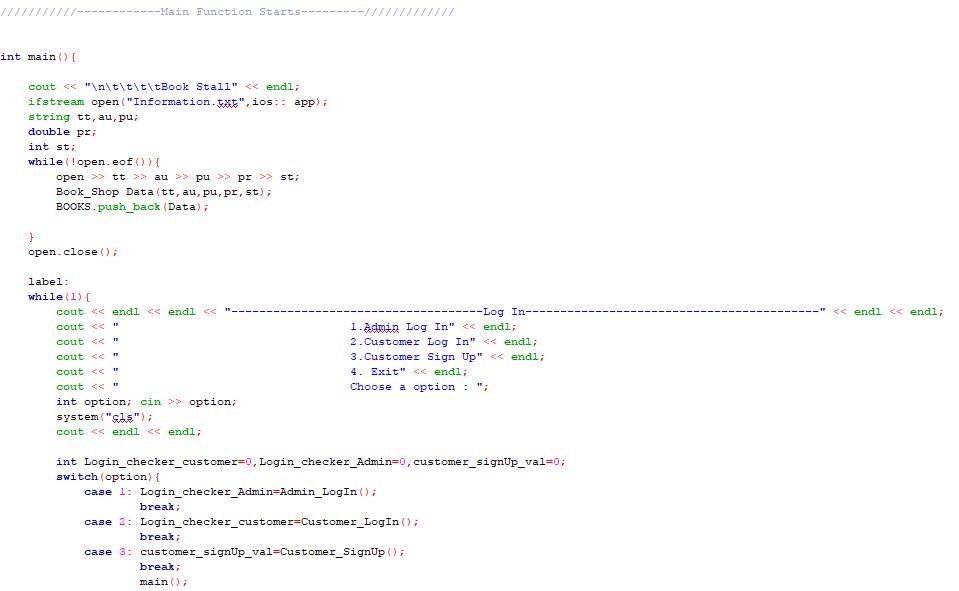 ///////////------------Main Function Starts---------/////////////
int main(){
cout << "\n\t\t\t\tBook Stall" << endl;
ifstream open("Information.txt",ios:: app);
string tt,au,pu;
double pr;
int st;
while(!open.eof()){
open >> tt >> au >> pu >> pr >> st;
Book_Shop Data(tt,au,pu,pr,st);
BOOKS.push_back(Data);
}
open.close();
label:
while(1){
cout << endl << endl << "------------------------------------Log In------------------------------------------" << endl << endl;
cout << "                                 1.Admin Log In" << endl;
cout << "                                 2.Customer Log In" << endl;
cout << "                                 3.Customer Sign Up" << endl;
cout << "                                 4. Exit" << endl;
cout << "                                 Choose a option : ";
int option; cin >> option;
system("cls");
cout << endl << endl;
int Login_checker_customer=0,Login_checker_Admin=0,customer_signUp_val=0;
switch(option){
case 1: Login_checker_Admin=Admin_LogIn();
break;
case 2: Login_checker_customer=Customer_LogIn();
break;
case 3: customer_signUp_val=Customer_SignUp();
break;
main();